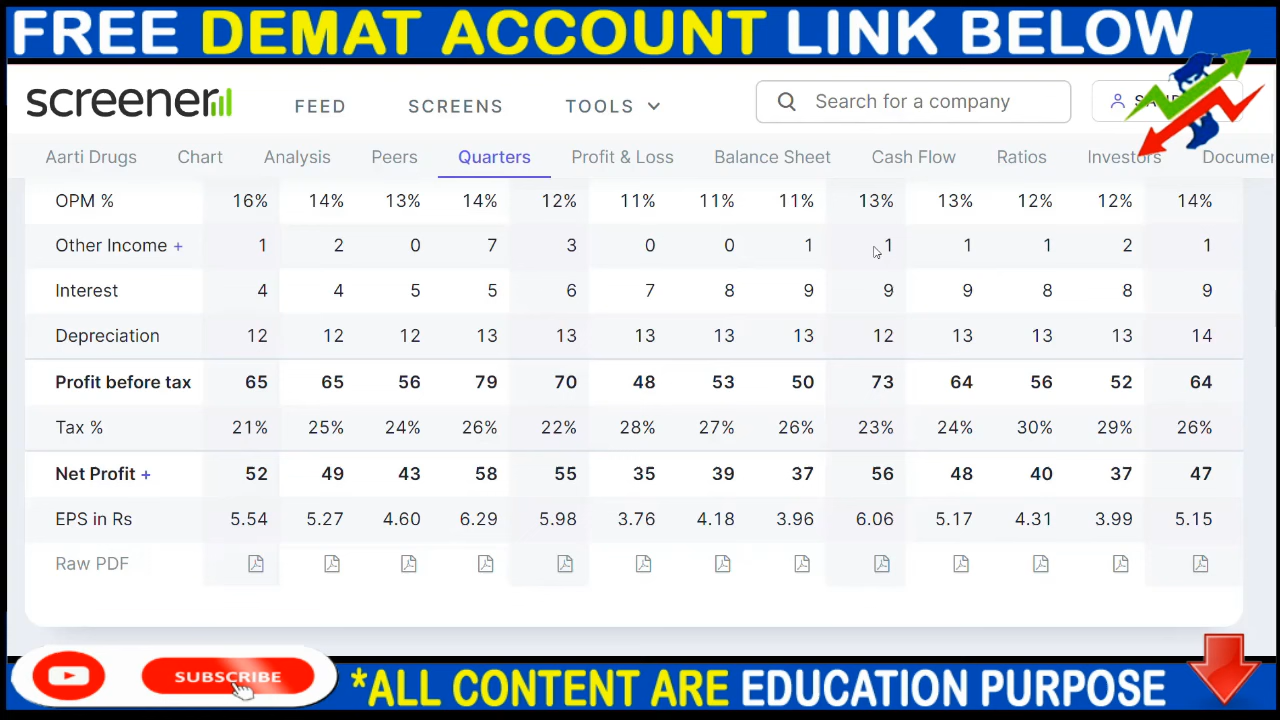 FREE DEMAT ACCOUNT LINK BELOW
screener FEED SCREENS TOOLS Search for a company
Aarti Drugs Chart Analysis Peers Quarters Profit & Loss Balance Sheet Cash Flow Ratios Investors Documen
OPM % 16% 14% 13% 14% 12% 11% 11% 11% 13% 13% 12% 12% 14%
Other Income + 1 2 0 7 3 0 0 1 1 1 1 2 1
Interest 4 4 5 5 6 7 8 9 9 9 8 8 9
Depreciation 12 12 12 13 13 13 13 13 12 13 13 13 14
Profit before tax 65 65 56 79 70 48 53 50 73 64 56 52 64
Tax % 21% 25% 24% 26% 22% 28% 27% 26% 23% 24% 30% 29% 26%
Net Profit + 52 49 43 58 55 35 39 37 56 48 40 37 47
EPS in Rs 5.54 5.27 4.60 6.29 5.98 3.76 4.18 3.96 6.06 5.17 4.31 3.99 5.15
Raw PDF
SUBSCRIBE
*ALL CONTENT ARE EDUCATION PURPOSE